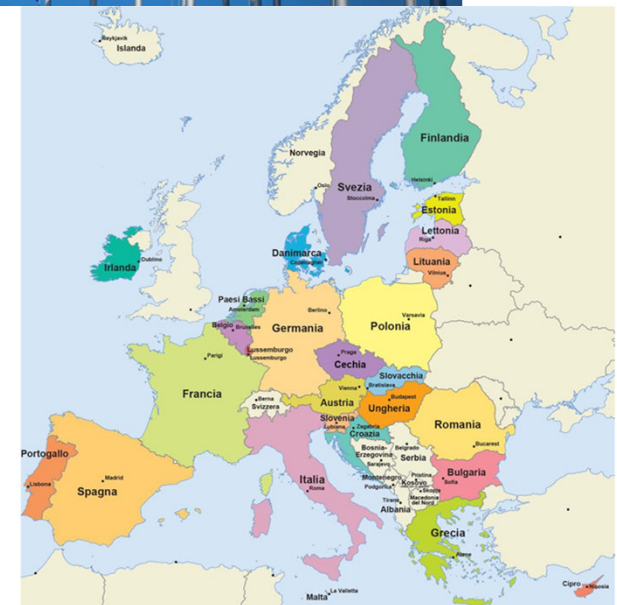 Reykjavik
Islanda
Finlandia
Norvegia
Helsinki
Oslo
Svezia
Stoccolma
Tallinn
Estonia
Lettonia
Riga
Danimarca
Copenaghen
Lituania
Vilnius
Dublino
Irlanda
Paesi Bassi
Amsterdam
Berlino
Varsavia
Belgio
Bruxelles
Germania
Polonia
Lussemburgo
Lussemburgo
Parigi
Praga
Cechia
Slovacchia
Bratislava
Vienna
Francia
Berna
Svizzera
Austria
Budapest
Ungheria
Slovenia
Lubiana
Zagabria
Croazia
Romania
Bucarest
Bosnia-
Erzegovina
Sarajevo
Belgrado
Serbia
Portogallo
Lisbona
Madrid
Spagna
Italia
Roma
Montenegro
Podgorica
Pristina
Kosovo
Sofia
Bulgaria
Skopje
Macedonia
del Nord
Tirana
Albania
Grecia
Atene
Cipro
Nicosia
Malta
La Valletta